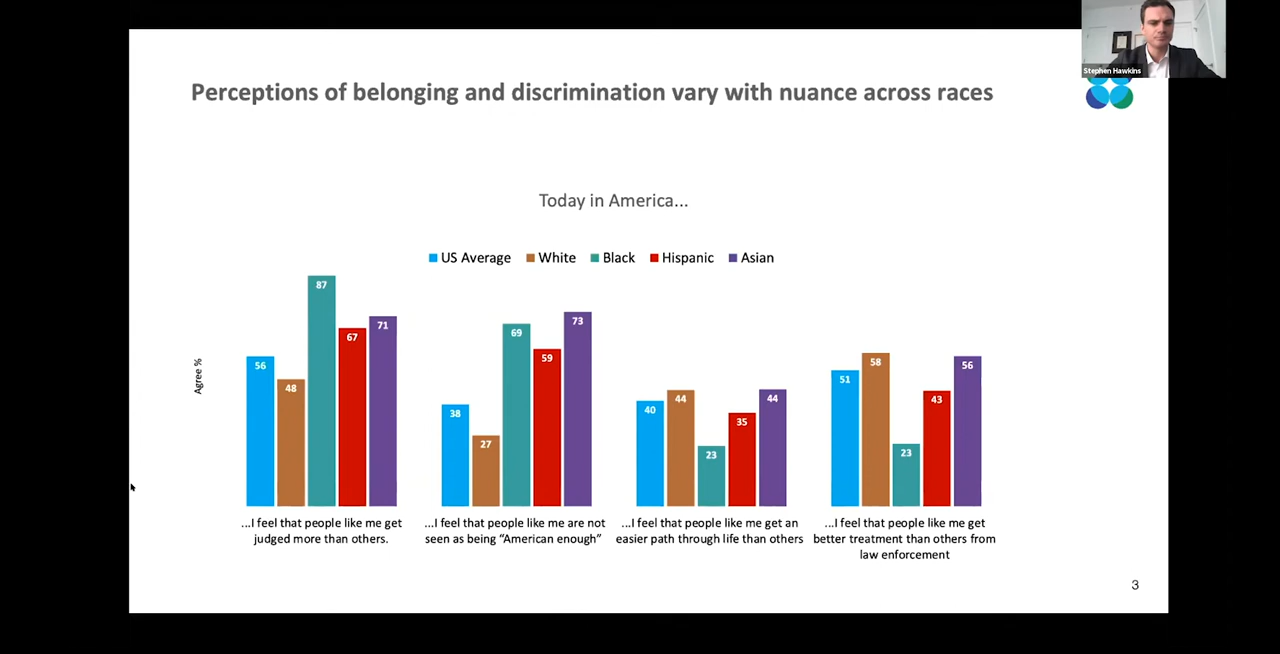 Stephen Hawkins
Perceptions of belonging and discrimination vary with nuance across races
Today in America...
US Average White Black Hispanic Asian
Agree %
56 48 87 67 71
38 27 69 59 73
40 44 23 35 44
51 58 23 43 56
...I feel that people like me get
judged more than others.
...I feel that people like me are not
seen as being “American enough”
...I feel that people like me get an
easier path through life than others
...I feel that people like me get
better treatment than others from
law enforcement
3